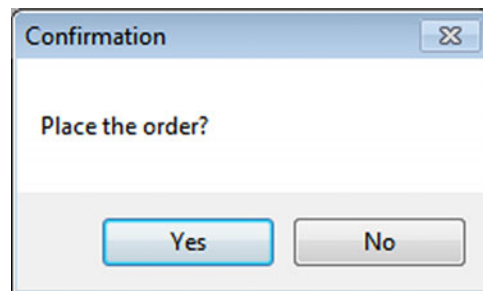 Confirmation
Place the order?
Yes
No